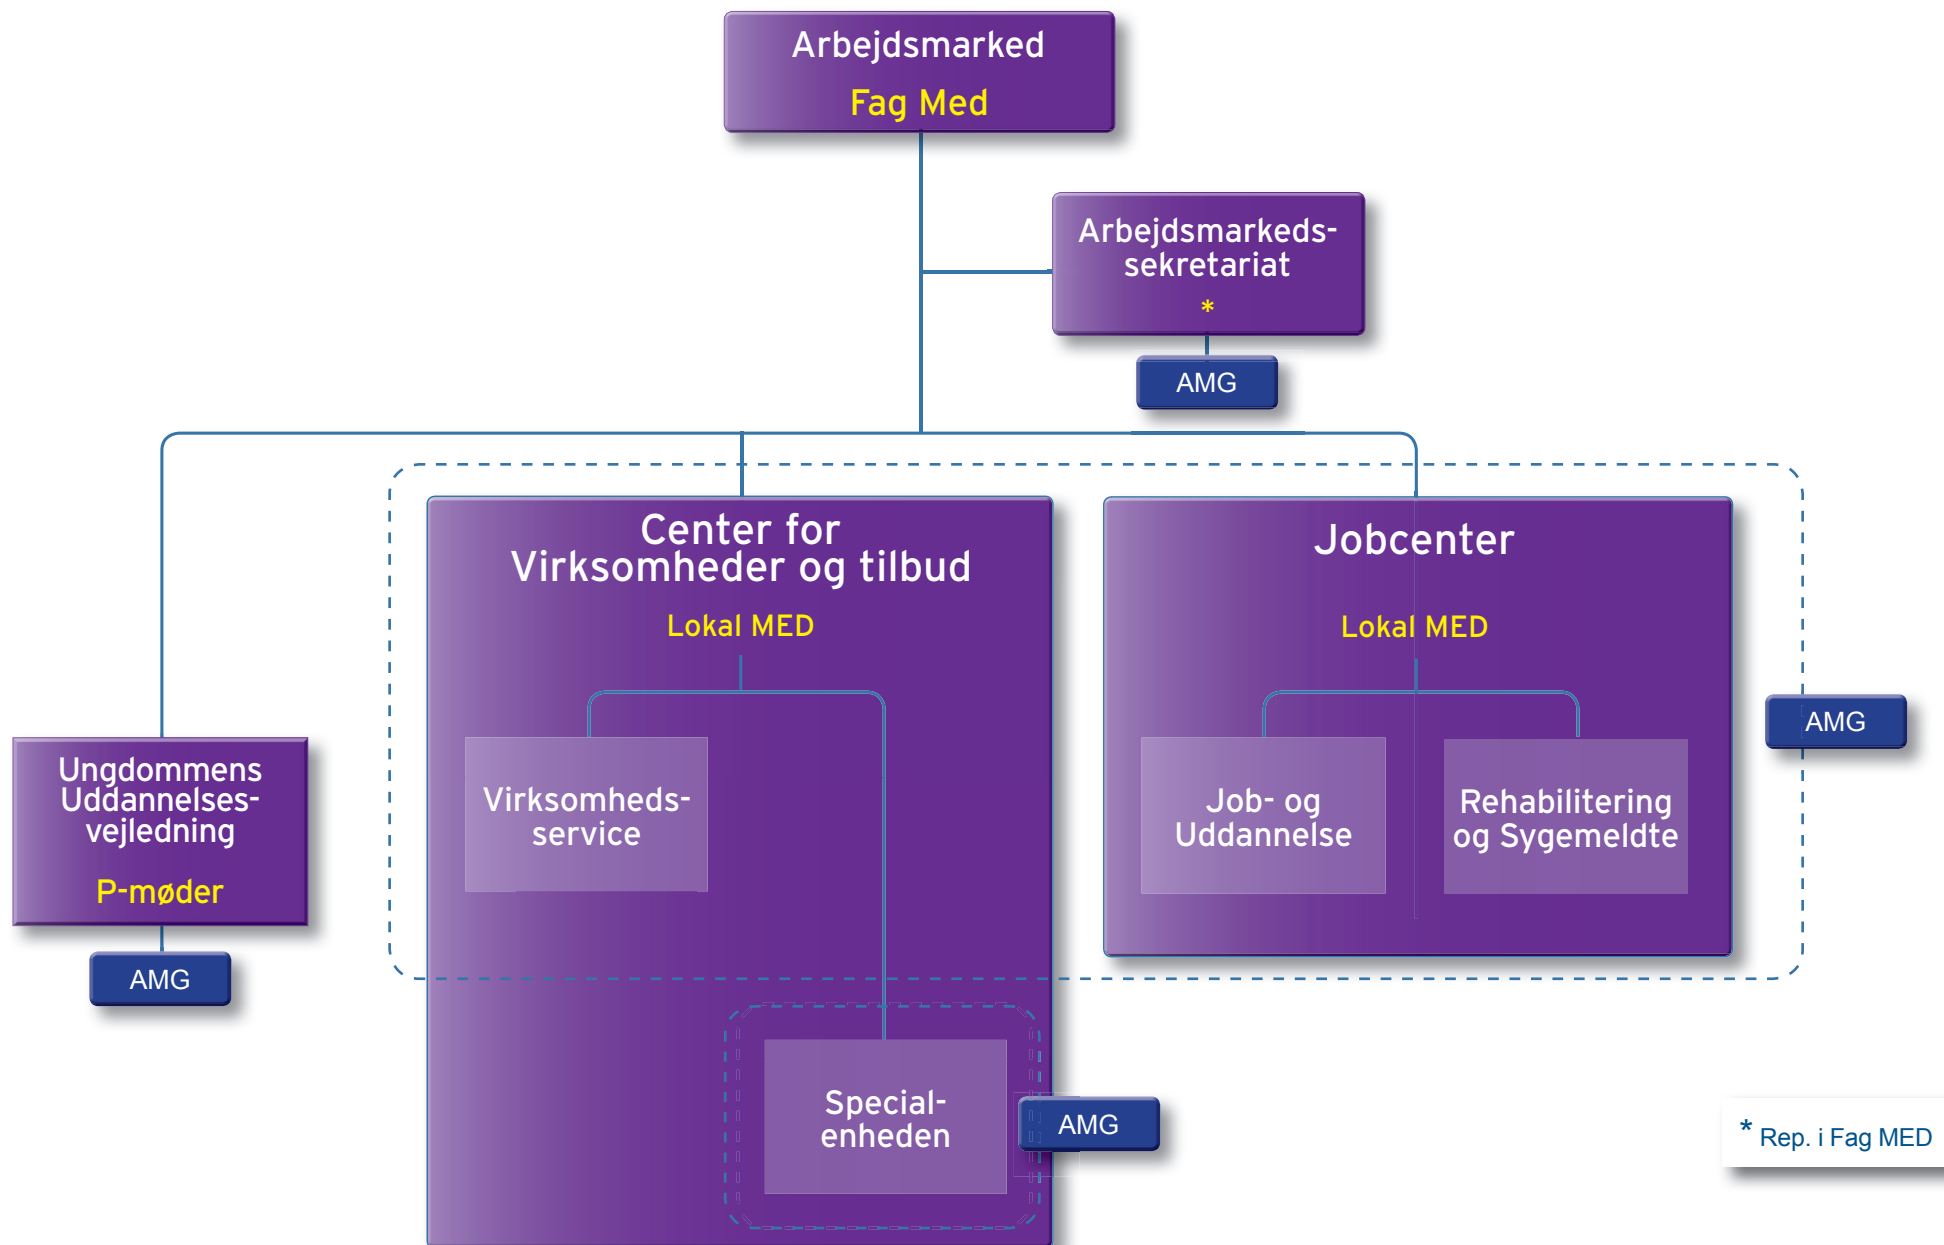 Arbejdsmarked
Fag Med
Arbejdsmarkeds-
sekretariat
*
AMG
Center for
Virksomheder og tilbud
Lokal MED
Jobcenter
Lokal MED
AMG
Ungdommens
Uddannelses-
vejledning
P-møder
AMG
Virksomheds-
service
Job- og
Uddannelse
Rehabilitering
og Sygemeldte
Special-
enheden
AMG
* Rep. i Fag MED